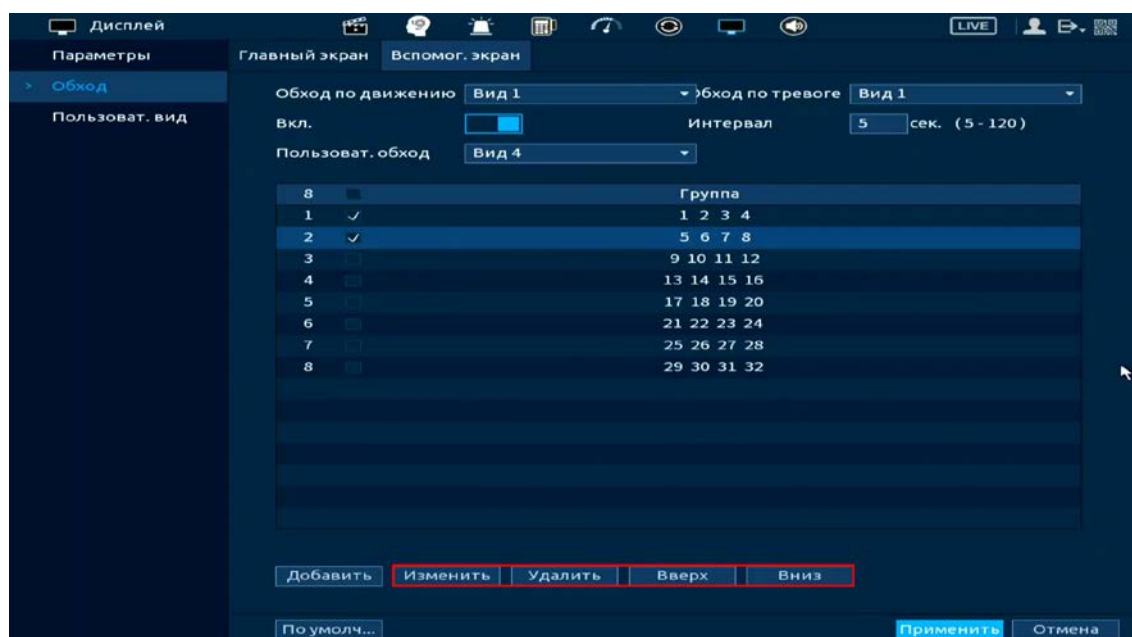 Дисплей LIVE
Параметры Главный экран Вспомог. экран
> Обход
Пользоват. вид
Обход по движению Вид 1 бход по тревоге Вид 1
Вкл. Интервал 5 сек. (5 - 120)
Пользоват. обход Вид 4
8 Группа
1 1 2 3 4
2 5 6 7 8
3 9 10 11 12
4 13 14 15 16
5 17 18 19 20
6 21 22 23 24
7 25 26 27 28
8 29 30 31 32
Добавить Изменить Удалить Вверх Вниз
По умолч... Применить Отмена